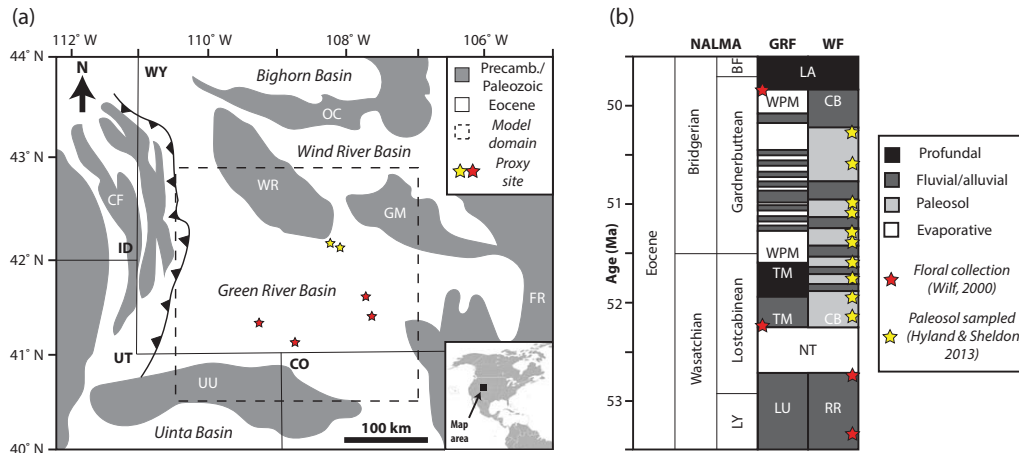 (a)
112° W
110° W
108° W
106° W
44° N
43° N
42° N
41° N
40° N
N
WY
Bighorn Basin
OC
Wind River Basin
WR
GM
CF
ID
Green River Basin
FR
UT
CO
UU
Uinta Basin
100 km
Map
area
Precamb./
Paleozoic
Eocene
Model
domain
Proxy
site
(b)
NALMA
GRF
WF
Age (Ma)
50
51
52
53
Eocene
Bridgerian
Wasatchian
BF
Gardnerbuttean
Lostcabinean
LY
LA
WPM
CB
WPM
TM
TM
CB
NT
LU
RR
Profundal
Fluvial/alluvial
Paleosol
Evaporative
Floral collection
(Wilf, 2000)
Paleosol sampled
(Hyland & Sheldon,
2013)